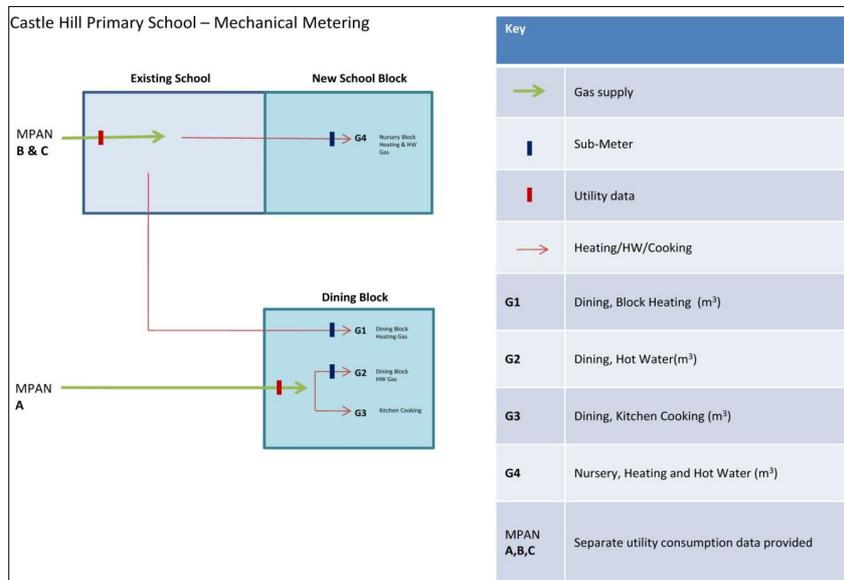 Castle Hill Primary School – Mechanical Metering
Existing School
New School Block
MPAN
B & C
G4
Nursery Block
Heating & HW
Gas
Dining Block
G1
Dining Block
Heating Gas
G2
Dining Block
HW Gas
MPAN
A
G3
Kitchen Cooking
Key
Gas supply
Sub-Meter
Utility data
Heating/HW/Cooking
G1
Dining, Block Heating (m³)
G2
Dining, Hot Water(m³)
G3
Dining, Kitchen Cooking (m³)
G4
Nursery, Heating and Hot Water (m³)
MPAN
A,B,C
Separate utility consumption data provided